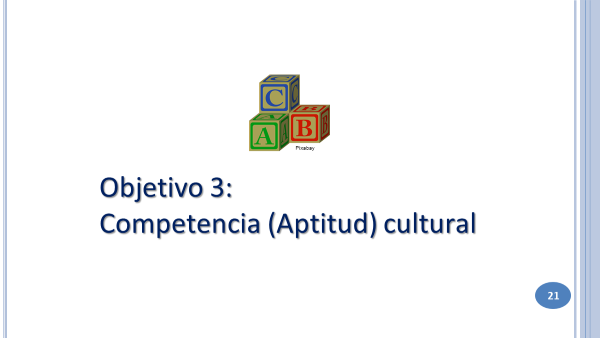 C
A B
Pixabay
Objetivo 3:
Competencia (Aptitud) cultural
21